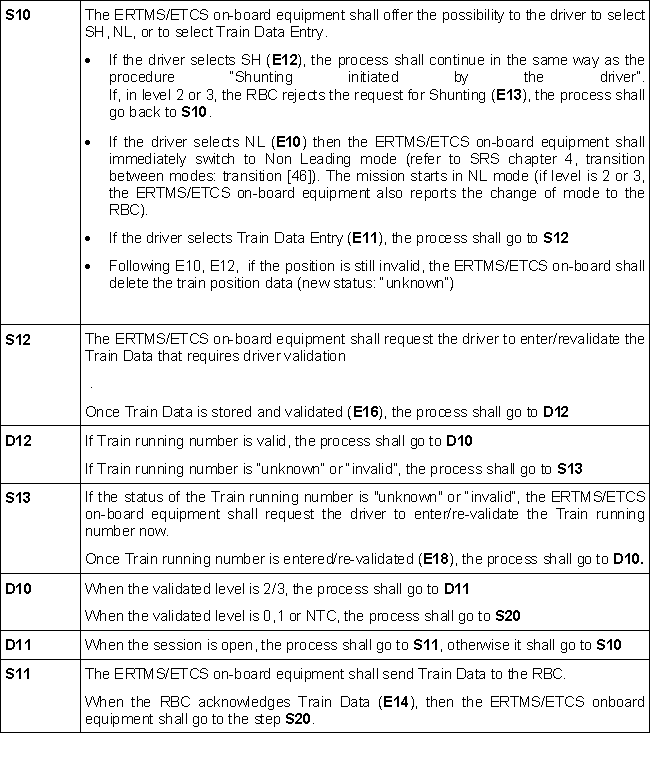 S10
The ERTMS/ETCS on-board equipment shall offer the possibility to the driver to select
SH, NL, or to select Train Data Entry.
• If the driver selects SH (E12), the process shall continue in the same way as the
procedure "Shunting initiated by the driver".
If, in level 2 or 3, the RBC rejects the request for Shunting (E13), the process shall
go back to S10.
• If the driver selects NL (E10) then the ERTMS/ETCS on-board equipment shall
immediately switch to Non Leading mode (refer to SRS chapter 4, transition
between modes: transition [46]). The mission starts in NL mode (if level is 2 or 3,
the ERTMS/ETCS on-board equipment also reports the change of mode to the
RBC).
• If the driver selects Train Data Entry (E11), the process shall go to S12
• Following E10, E12, if the position is still invalid, the ERTMS/ETCS on-board shall
delete the train position data (new status: "unknown")
S12
The ERTMS/ETCS on-board equipment shall request the driver to enter/revalidate the
Train Data that requires driver validation
.
Once Train Data is stored and validated (E16), the process shall go to D12
D12
If Train running number is valid, the process shall go to D10
If Train running number is "unknown" or "invalid", the process shall go to S13
S13
If the status of the Train running number is "unknown" or "invalid", the ERTMS/ETCS
on-board equipment shall request the driver to enter/re-validate the Train running
number now.
Once Train running number is entered/re-validated (E18), the process shall go to D10.
D10
When the validated level is 2/3, the process shall go to D11
When the validated level is 0,1 or NTC, the process shall go to S20
D11
When the session is open, the process shall go to S11, otherwise it shall go to S10
S11
The ERTMS/ETCS on-board equipment shall send Train Data to the RBC.
When the RBC acknowledges Train Data (E14), then the ERTMS/ETCS onboard
equipment shall go to the step S20.